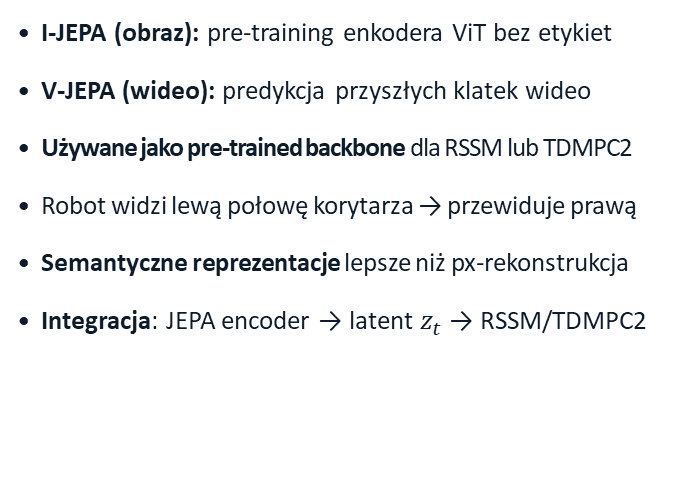 • I-JEPA (obraz): pre-training enkodera ViT bez etykiet
• V-JEPA (wideo): predykcja przyszłych klatek wideo
• Używane jako pre-trained backbone dla RSSM lub TDMPC2
• Robot widzi lewą połowę korytarza → przewiduje prawą
• Semantyczne reprezentacje lepsze niż px-rekonstrukcja
• Integracja: JEPA encoder → latent z_t → RSSM/TDMPC2